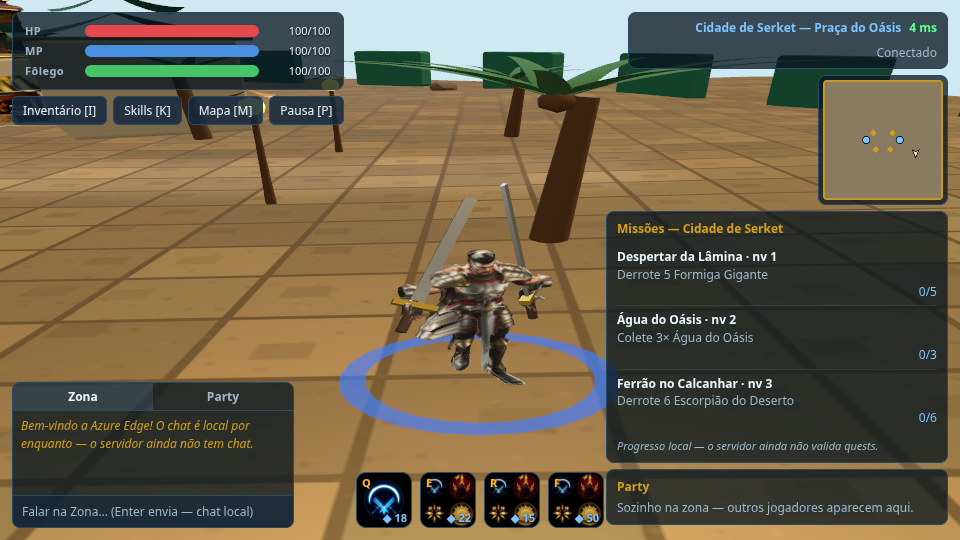 HP 100/100
MP 100/100
Fôlego 100/100
Inventário [I] Skills [K] Mapa [M] Pausa [P]
Cidade de Serket — Praça do Oásis 4 ms
Conectado
Missões — Cidade de Serket
Despertar da Lâmina · nv 1
Derrote 5 Formiga Gigante
0/5
Água do Oásis · nv 2
Colete 3× Água do Oásis
0/3
Ferrão no Calcanhar · nv 3
Derrote 6 Escorpião do Deserto
0/6
Progresso local — o servidor ainda não valida quests.
Zona Party
Bem-vindo a Azure Edge! O chat é local por
enquanto — o servidor ainda não tem chat.
Falar na Zona... (Enter envia — chat local)
Q E R F
18 22 15 50
Party
Sozinho na zona — outros jogadores aparecem aqui.